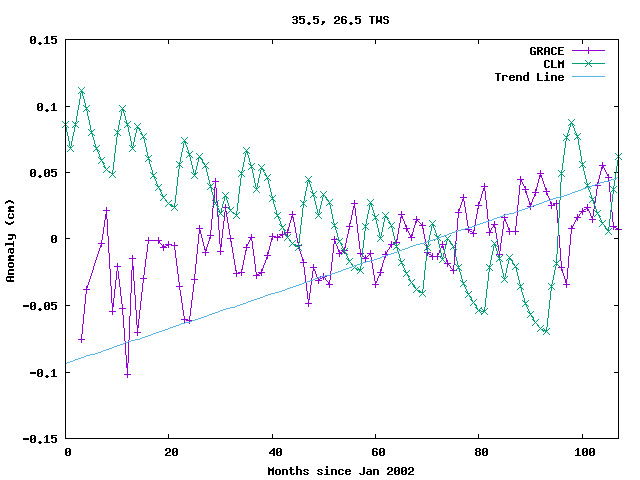 35.5, 26.5 TWS
0.15
0.1
0.05
0
-0.05
-0.1
-0.15
Anomaly (cm)
GRACE
CLM
Trend Line
0 20 40 60 80 100
Months since Jan 2002